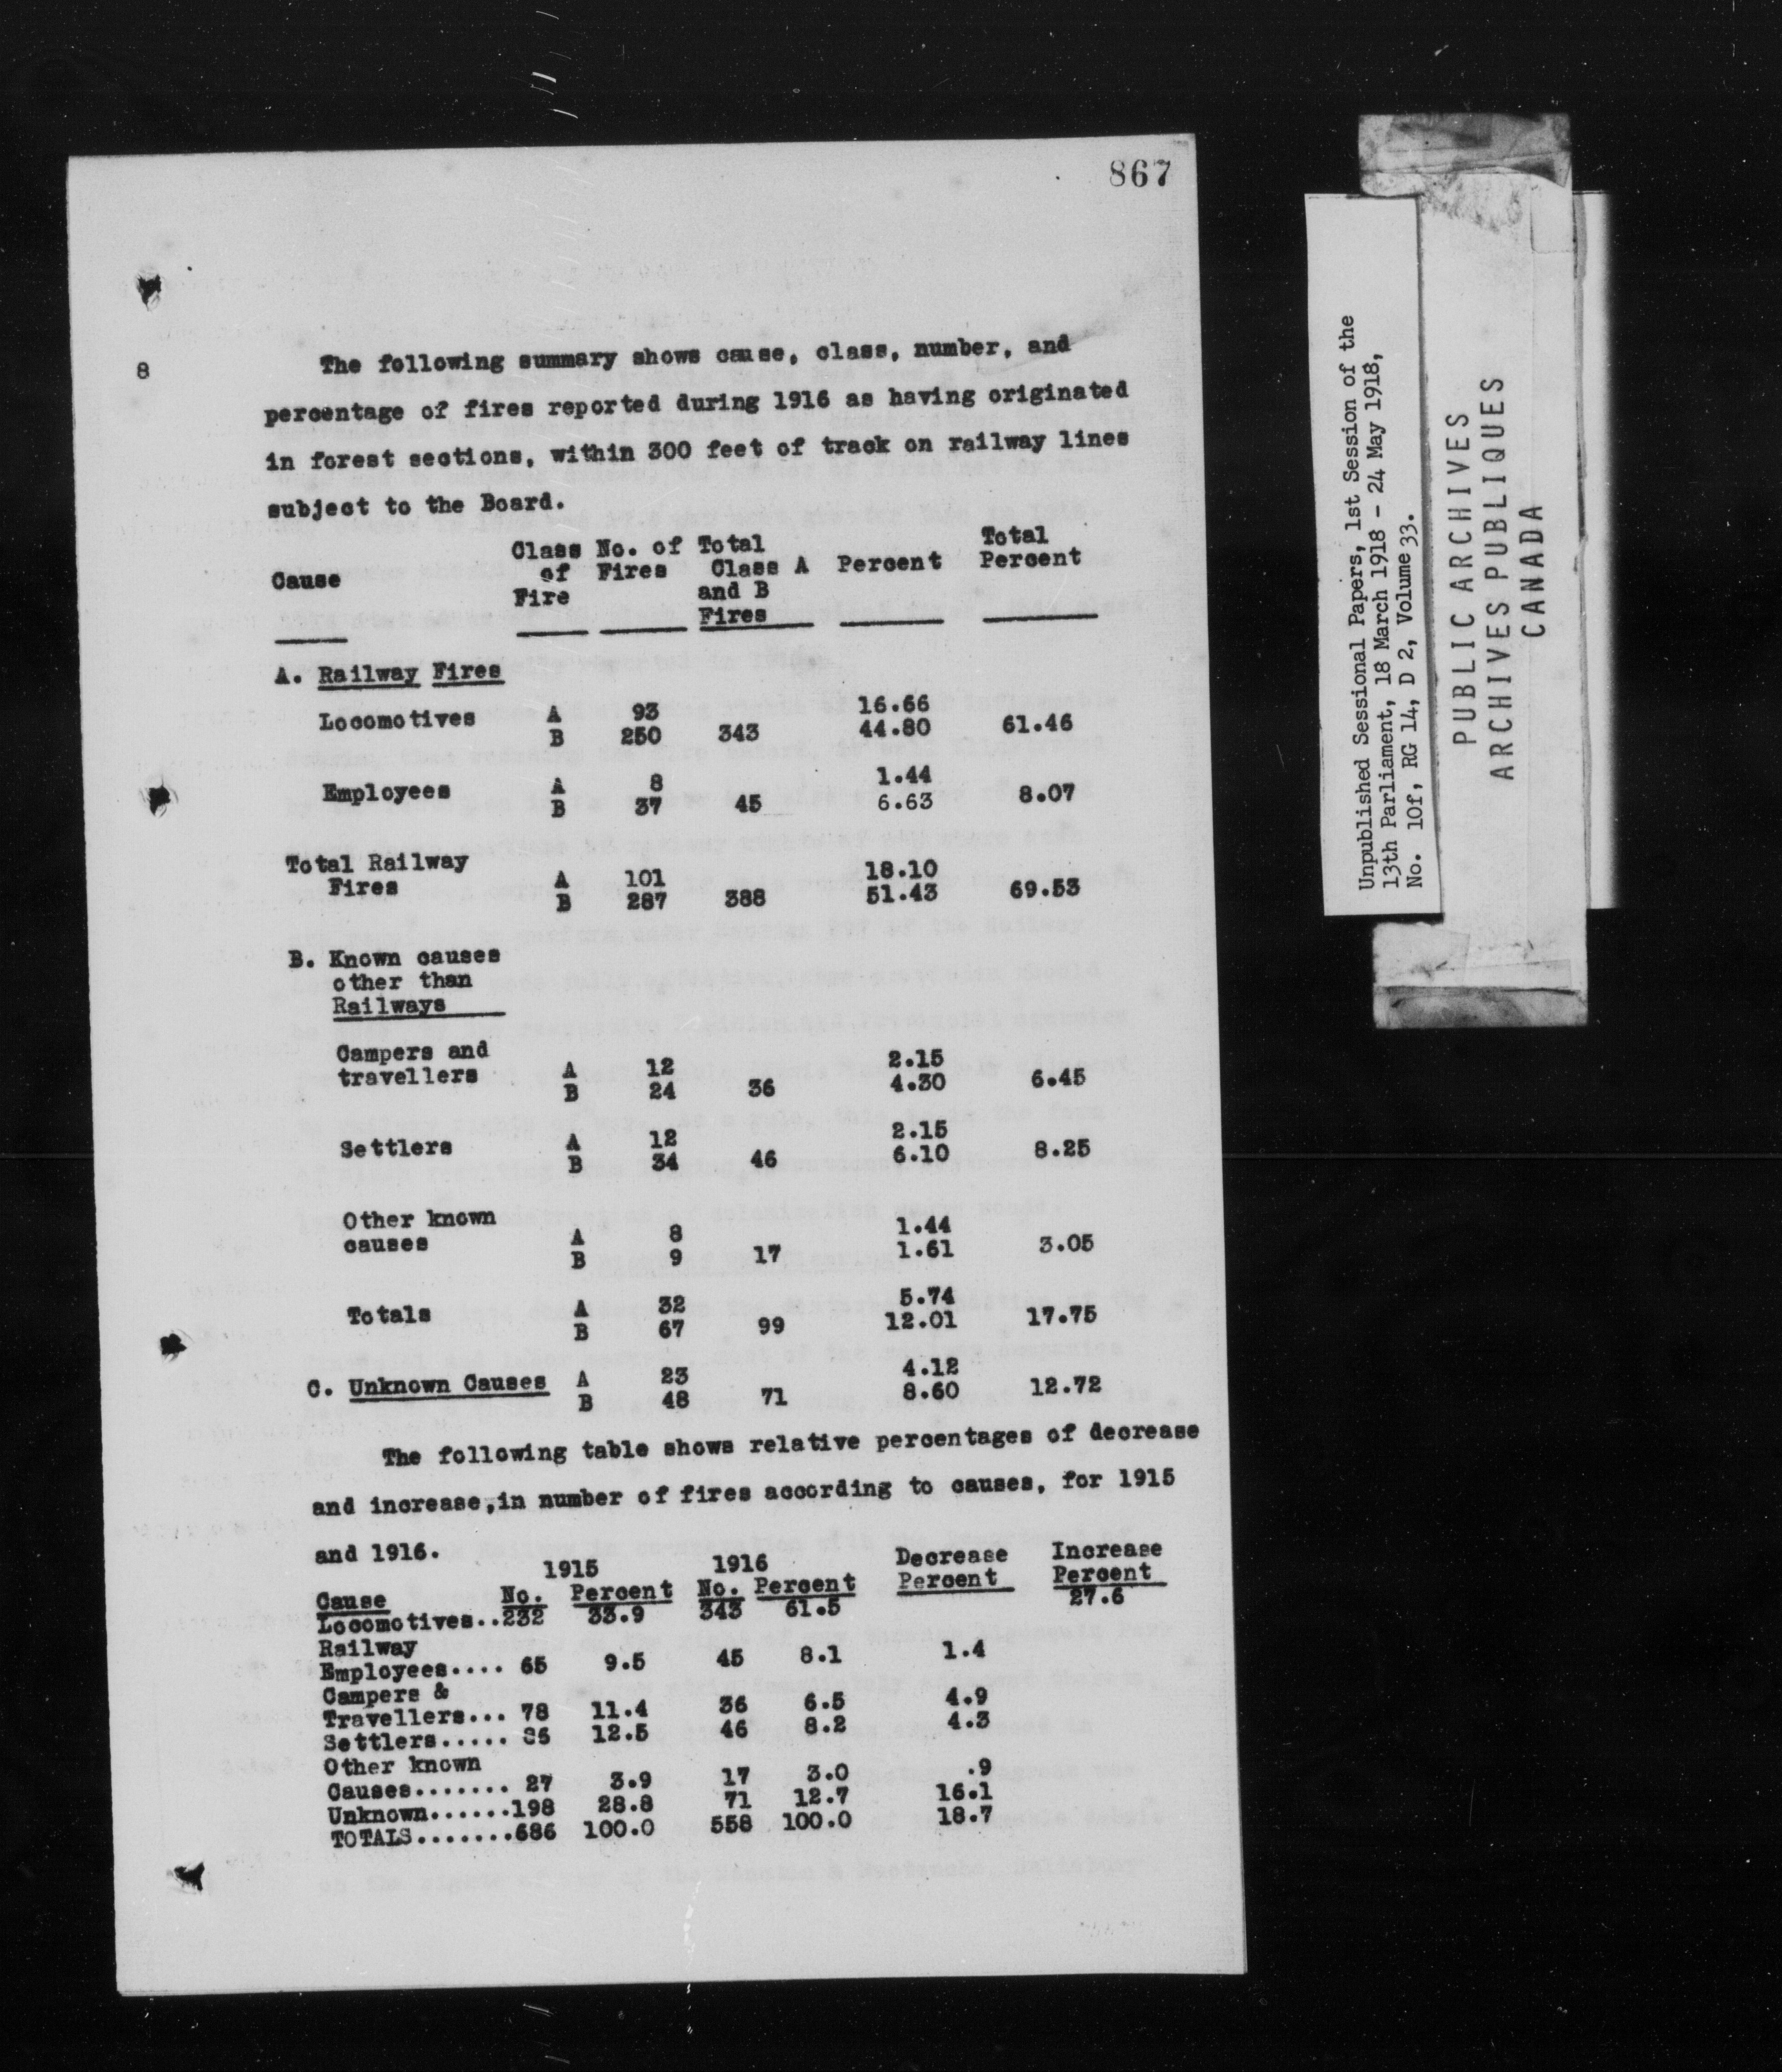 867
8
The following summary shows cause, class, number, and
percentage of fires reported during 1916 as having originated
in forest sections, within 300 feet of track on railway lines
subject to the Board.
Class No. of Total Total
Cause of Fires Class A Percent Percent
Fire and B
Fires
A. Railway Fires
Locomotives A 93 16.66
B 250 343 44.80 61.46
Employees A 8 1.44
B 37 45 6.63 8.07
Total Railway
Fires A 101 18.10
B 287 388 51.43 69.53
B. Known causes
other than
Railways
Campers and
travellers A 12 2.15
B 24 36 4.30 6.45
Settlers A 12 2.15
B 34 46 6.10 8.25
Other known
causes A 8 1.44
B 9 17 1.61 3.05
Totals A 32 5.74
B 67 99 12.01 17.75
C. Unknown Causes A 23 4.12
B 48 71 8.60 12.72
The following table shows relative percentages of decrease
and increase,in number of fires according to causes, for 1915
and 1916.
1915 1916 Decrease Increase
Cause No. Percent No. Percent Percent Percent
Locomotives..232 33.9 343 61.5 27.6
Railway
Employees.... 65 9.5 45 8.1 1.4
Campers &
Travellers... 78 11.4 36 6.5 4.9
Settlers..... 86 12.5 46 8.2 4.3
Other known
Causes....... 27 3.9 17 3.0 .9
Unknown......198 28.8 71 12.7 16.1
TOTALS.......686 100.0 558 100.0 18.7
Unpublished Sessional Papers, 1st Session of the
13th Parliament, 18 March 1918 - 24 May 1918,
No. 10f, RG 14, D 2, Volume 33.
PUBLIC ARCHIVES
ARCHIVES PUBLIQUES
CANADA